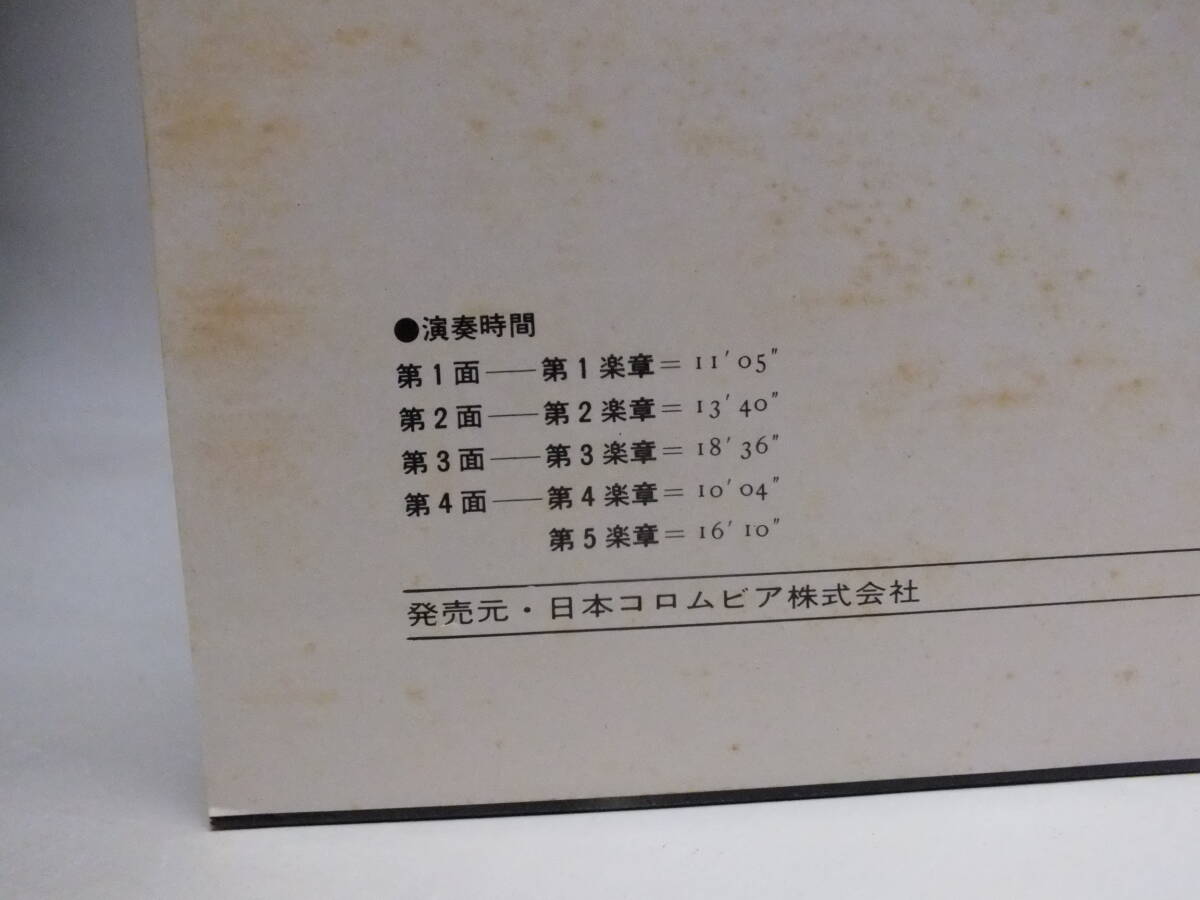 ●演奏時間
第1面──第1楽章＝11′05″
第2面──第2楽章＝13′40″
第3面──第3楽章＝18′36″
第4面──第4楽章＝10′04″
第5楽章＝16′10″
発売元・日本コロムビア株式会社